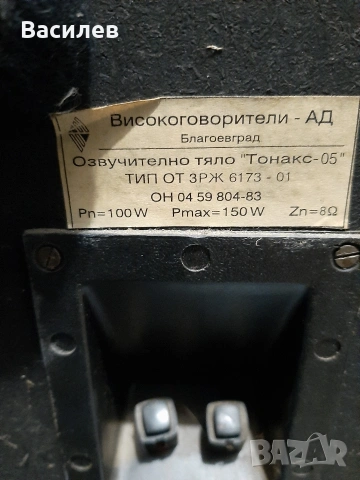 Василев
Високоговорители - АД
Благоевград
Озвучително тяло "Тонакс-05"
ТИП ОТ 3РЖ 6173 - 01
ОН 04 59 804-83
Pn=100W Pmax=150W Zn=8Ω
BAZAR